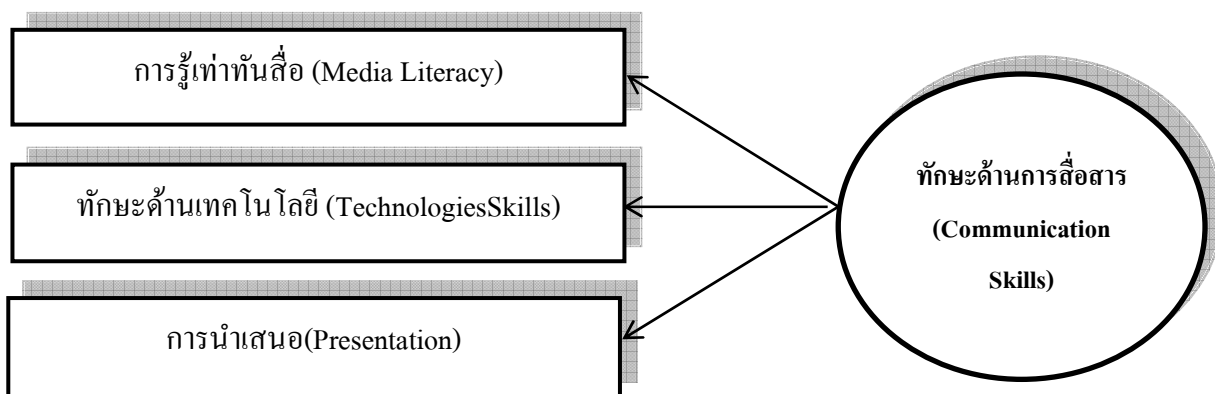 การรู้เท่าทันสื่อ (Media Literacy)
ทักษะด้านเทคโนโลยี (TechnologiesSkills)
การนำเสนอ(Presentation)
ทักษะด้านการสื่อสาร
(Communication
Skills)